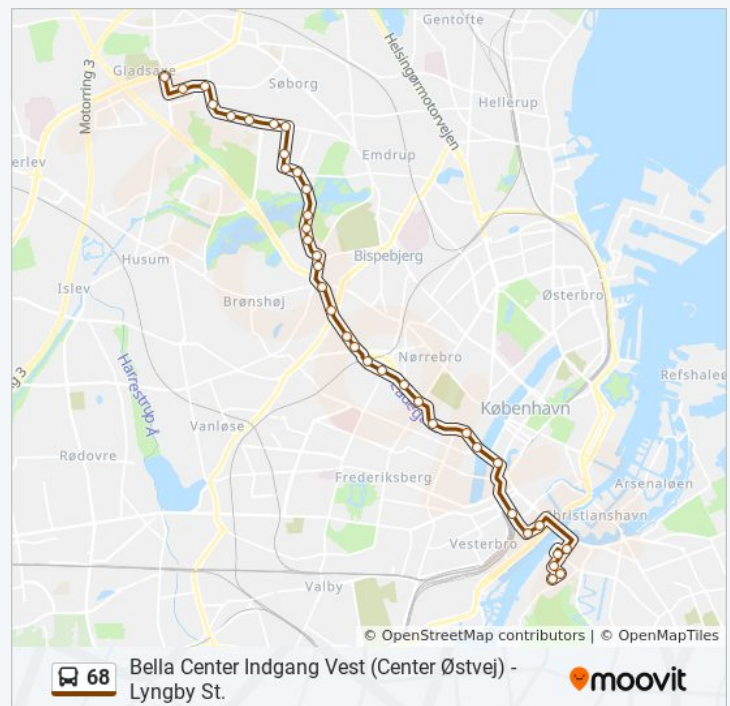 Gentofte
Gladsaxe
Søborg
Motorring 3
Helsingørmotorvejen
Hellerup
erlev
Emdrup
Husum
Bispebjerg
Islev
Brønshøj
Østerbro
g 3
Harrestrup Å
Nørrebro
Refshaleø
København
Vanløse
Rødovre
Frederiksberg
Arsenaløen
Christianshavn
Vesterbro
Valby
© OpenStreetMap contributors | © OpenMapTiles
68
Bella Center Indgang Vest (Center Østvej) -
Lyngby St.
moovit